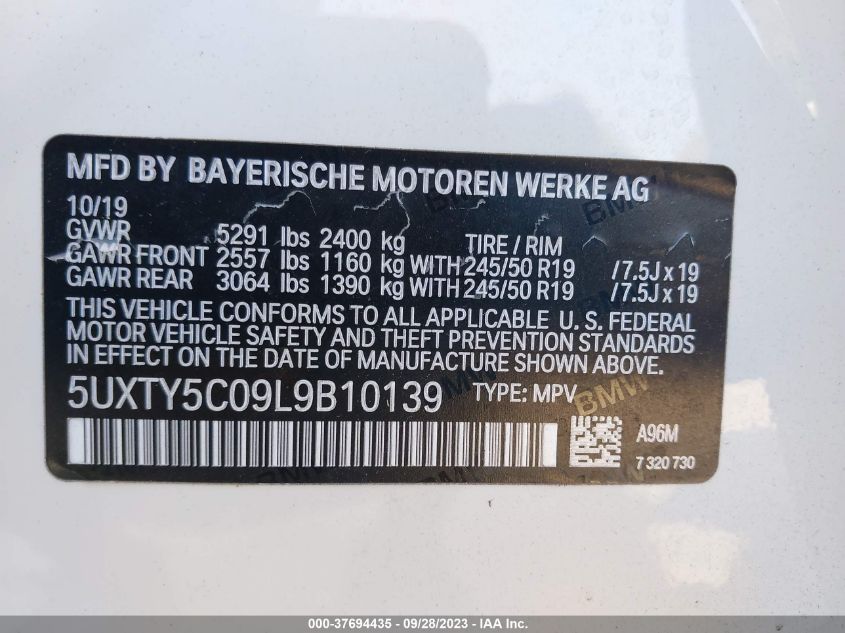 MFD BY BAYERISCHE MOTOREN WERKE AG
10/19
GVWR 5291 lbs 2400 kg TIRE / RIM
GAWR FRONT 2557 lbs 1160 kg WITH 245/50 R19 /7.5J x 19
GAWR REAR 3064 lbs 1390 kg WITH 245/50 R19 /7.5J x 19
THIS VEHICLE CONFORMS TO ALL APPLICABLE U. S. FEDERAL
MOTOR VEHICLE SAFETY AND THEFT PREVENTION STANDARDS
IN EFFECT ON THE DATE OF MANUFACTURE SHOWN ABOVE.
5UXTY5C09L9B10139 TYPE: MPV
A96M
7 320 730
BMW
BMW
000-37694435 - 09/28/2023 - IAA Inc.